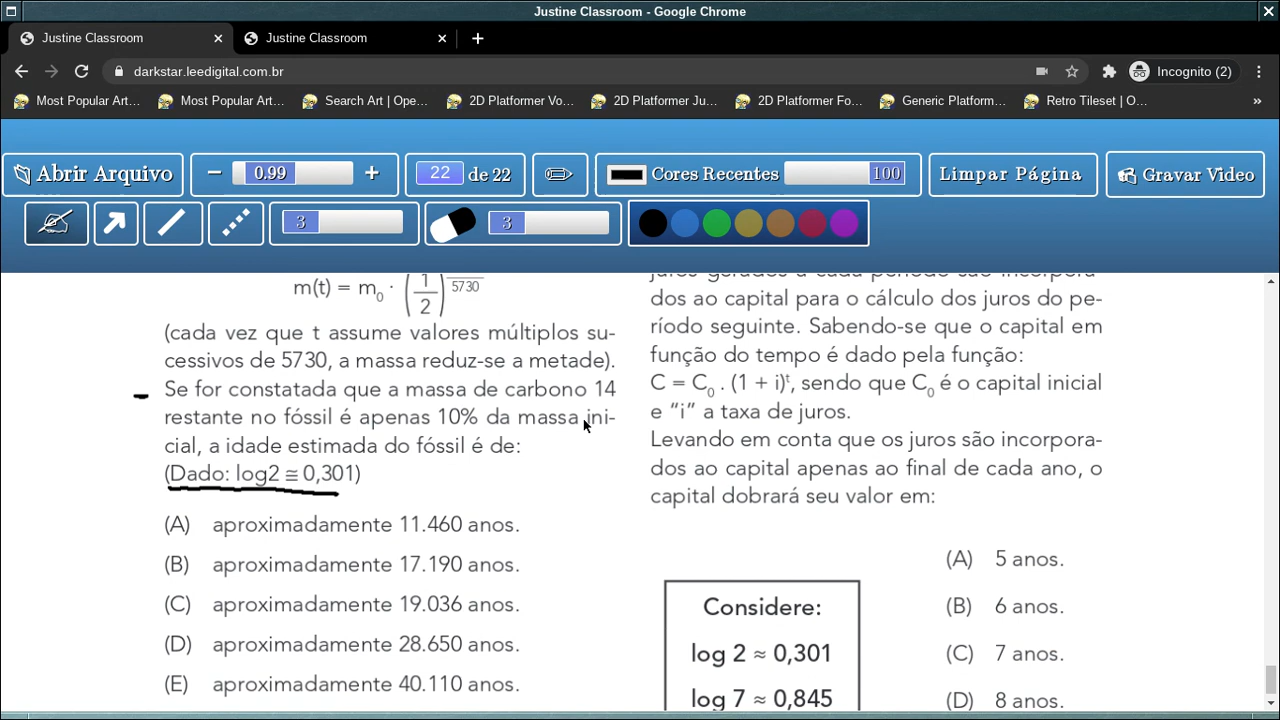 Justine Classroom - Google Chrome
Justine Classroom
Justine Classroom
darkstar.leedigital.com.br
Incognito (2)
Most Popular Art…
Most Popular Art…
Search Art | Ope…
2D Platformer Vo…
2D Platformer Ju…
2D Platformer Fo…
Generic Platform…
Retro Tileset | O…
»
Abrir Arquivo
− 0.99 +
22 de 22
Cores Recentes 100
Limpar Página
Gravar Video
3
3
m(t) = m0 · (1/2)^5730
(cada vez que t assume valores múltiplos su-
cessivos de 5730, a massa reduz-se a metade).
Se for constatada que a massa de carbono 14
restante no fóssil é apenas 10% da massa ini-
cial, a idade estimada do fóssil é de:
(Dado: log2 ≅ 0,301)
(A) aproximadamente 11.460 anos.
(B) aproximadamente 17.190 anos.
(C) aproximadamente 19.036 anos.
(D) aproximadamente 28.650 anos.
(E) aproximadamente 40.110 anos.
juros gerados a cada período são incorpora-
dos ao capital para o cálculo dos juros do pe-
ríodo seguinte. Sabendo-se que o capital em
função do tempo é dado pela função:
C = C0 . (1 + i)^t, sendo que C0 é o capital inicial
e “i” a taxa de juros.
Levando em conta que os juros são incorpora-
dos ao capital apenas ao final de cada ano, o
capital dobrará seu valor em:
Considere:
log 2 ≈ 0,301
log 7 ≈ 0,845
(A) 5 anos.
(B) 6 anos.
(C) 7 anos.
(D) 8 anos.